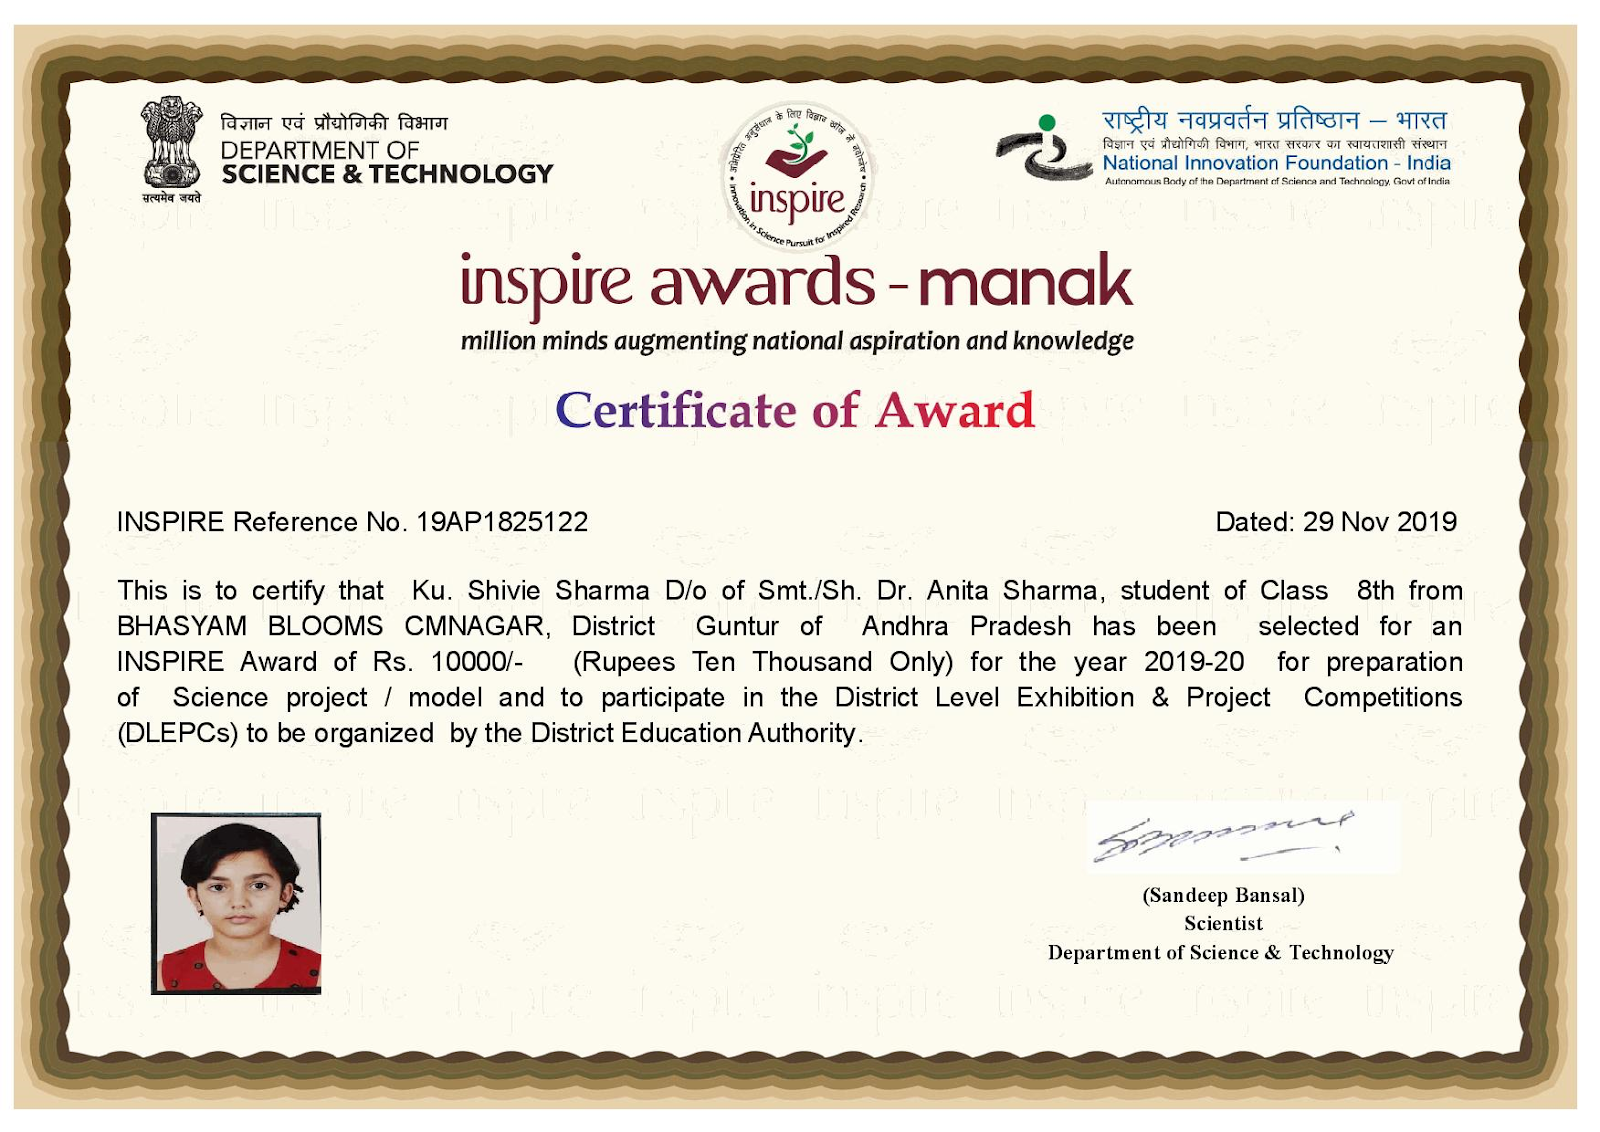 सत्यमेव जयते
विज्ञान एवं प्रौद्योगिकी विभाग
DEPARTMENT OF
SCIENCE & TECHNOLOGY
अभिप्रेरित अनुसंधान के लिए विज्ञान खोज में नवोन्मेष
inspire
Innovation in Science Pursuit for Inspired Research
राष्ट्रीय नवप्रवर्तन प्रतिष्ठान – भारत
विज्ञान एवं प्रौद्योगिकी विभाग, भारत सरकार का स्वायतशासी संस्थान
National Innovation Foundation - India
Autonomous Body of the Department of Science and Technology, Govt of India
inspire awards - manak
million minds augmenting national aspiration and knowledge
Certificate of Award
INSPIRE Reference No. 19AP1825122 Dated: 29 Nov 2019
This is to certify that Ku. Shivie Sharma D/o of Smt./Sh. Dr. Anita Sharma, student of Class 8th from
BHASYAM BLOOMS CMNAGAR, District Guntur of Andhra Pradesh has been selected for an
INSPIRE Award of Rs. 10000/- (Rupees Ten Thousand Only) for the year 2019-20 for preparation
of Science project / model and to participate in the District Level Exhibition & Project Competitions
(DLEPCs) to be organized by the District Education Authority.
(Sandeep Bansal)
Scientist
Department of Science & Technology